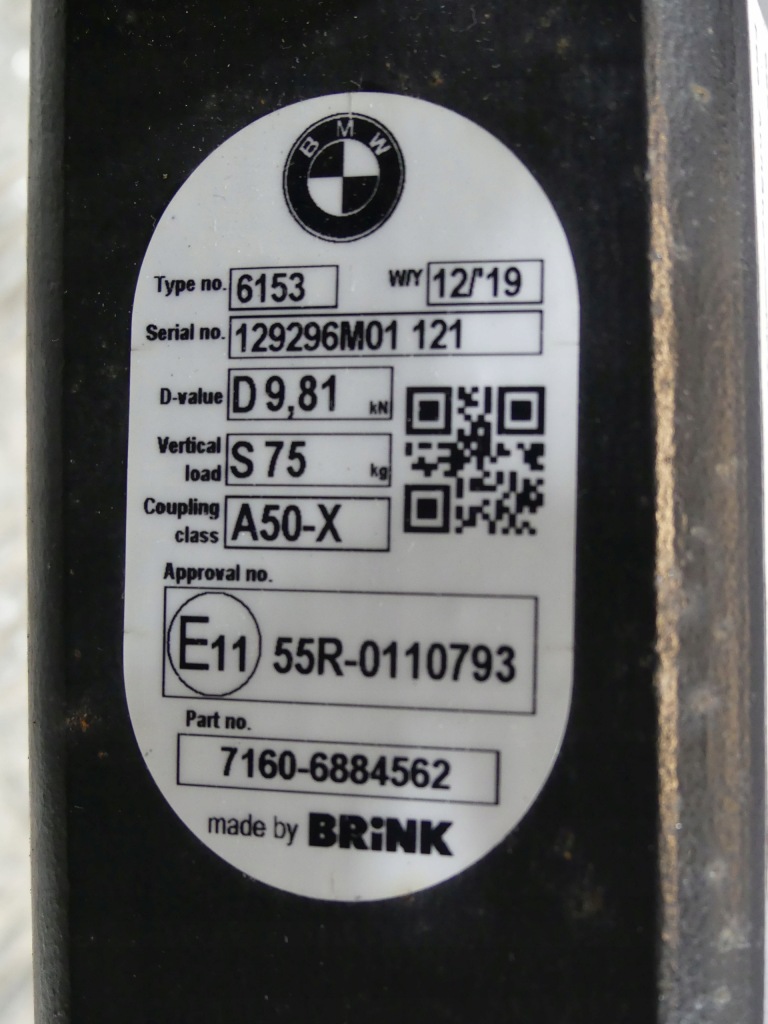 BMW
Type no. 6153 W/Y 12/'19
Serial no. 129296M01 121
D-value D 9,81 kN
Vertical load S 75 kg
Coupling class A50-X
Approval no.
E11 55R-0110793
Part no.
7160-6884562
made by BRiNK